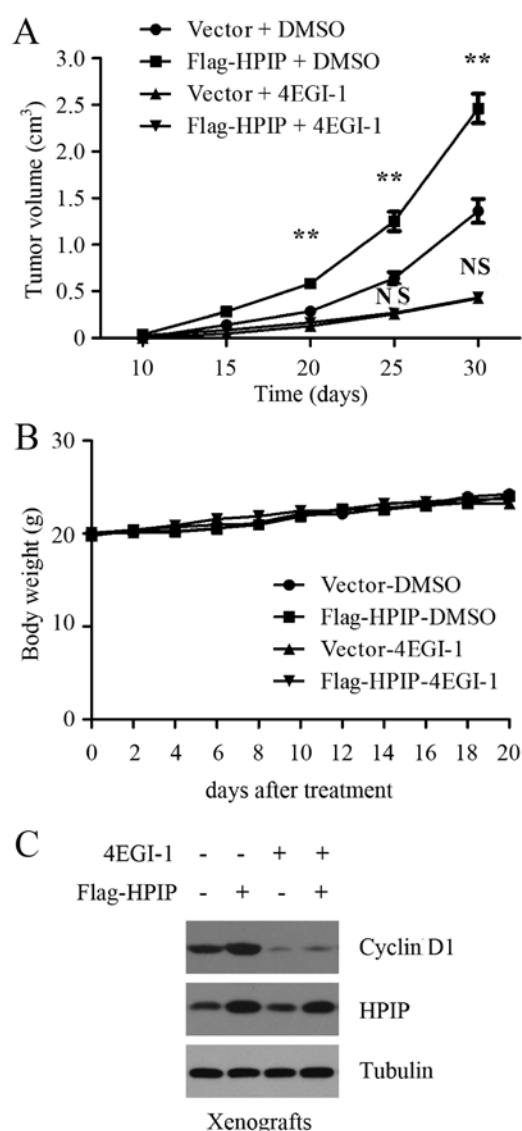 A
Vector + DMSO
Flag-HPIP + DMSO
Vector + 4EGI-1
Flag-HPIP + 4EGI-1
Tumor volume (cm³)
3.0
2.5
2.0
1.5
1.0
0.5
0
**
**
**
NS
NS
10 15 20 25 30
Time (days)
B
Body weight (g)
30
20
10
0
Vector-DMSO
Flag-HPIP-DMSO
Vector-4EGI-1
Flag-HPIP-4EGI-1
0 2 4 6 8 10 12 14 16 18 20
days after treatment
C
4EGI-1 - - + +
Flag-HPIP - + - +
Cyclin D1
HPIP
Tubulin
Xenografts